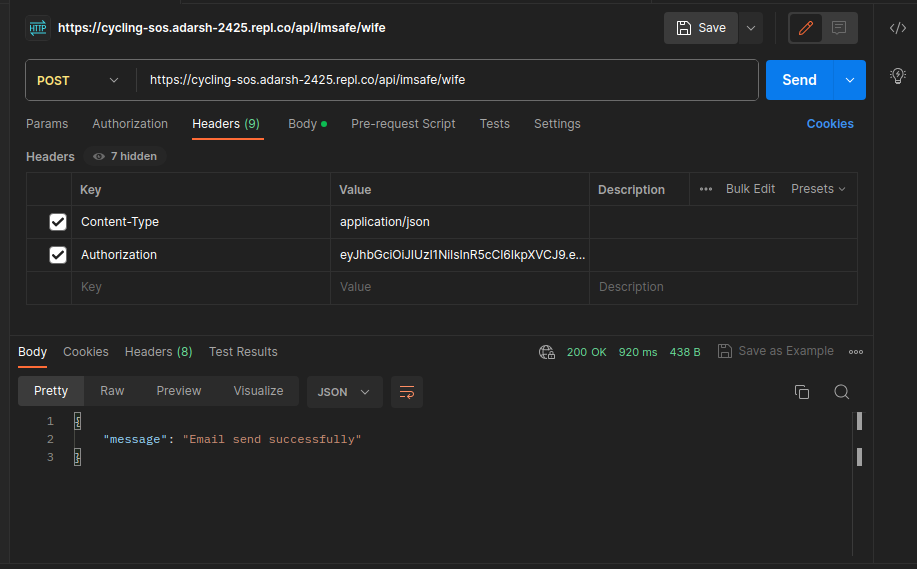 HTTP https://cycling-sos.adarsh-2425.repl.co/api/imsafe/wife Save
POST https://cycling-sos.adarsh-2425.repl.co/api/imsafe/wife Send
Params Authorization Headers (9) Body Pre-request Script Tests Settings Cookies
Headers 7 hidden
Key Value Description Bulk Edit Presets
Content-Type application/json
Authorization eyJhbGciOiJIUzI1NiIsInR5cCI6IkpXVCJ9.e...
Key Value Description
Body Cookies Headers (8) Test Results 200 OK 920 ms 438 B Save as Example
Pretty Raw Preview Visualize JSON
1 {
2 "message": "Email send successfully"
3 }